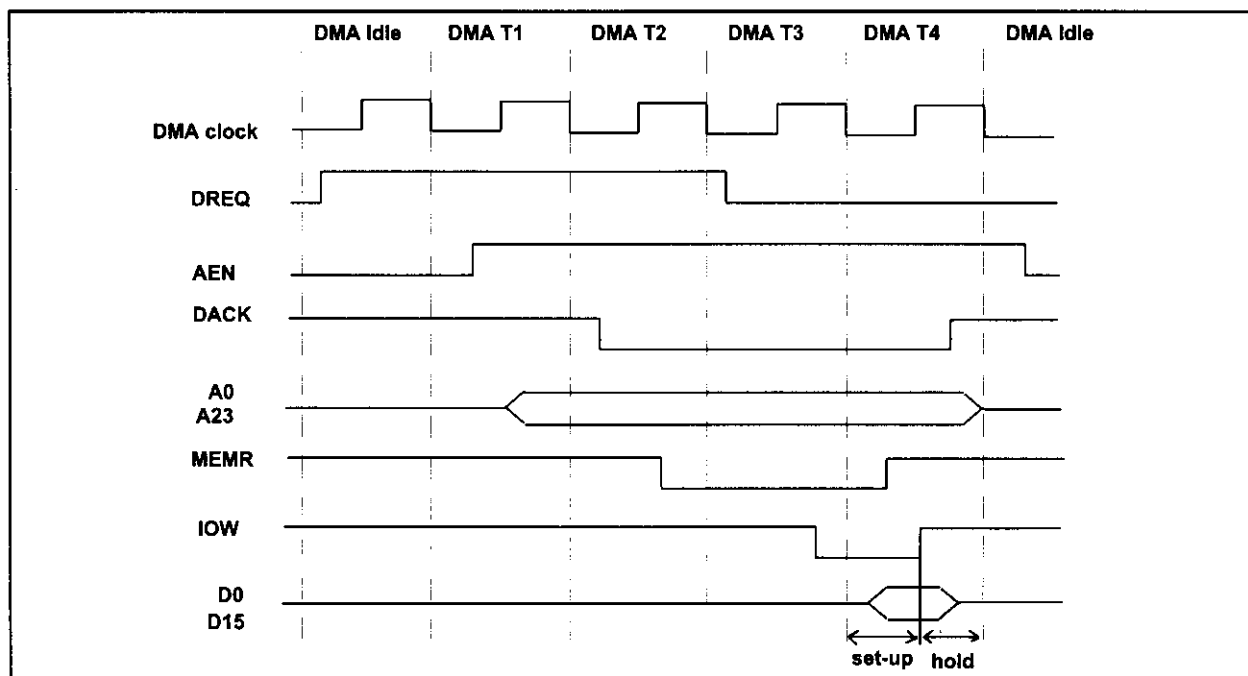 DMA Idle DMA T1 DMA T2 DMA T3 DMA T4 DMA Idle
DMA clock
DREQ
AEN
DACK
A0
A23
MEMR
IOW
D0
D15
set-up hold